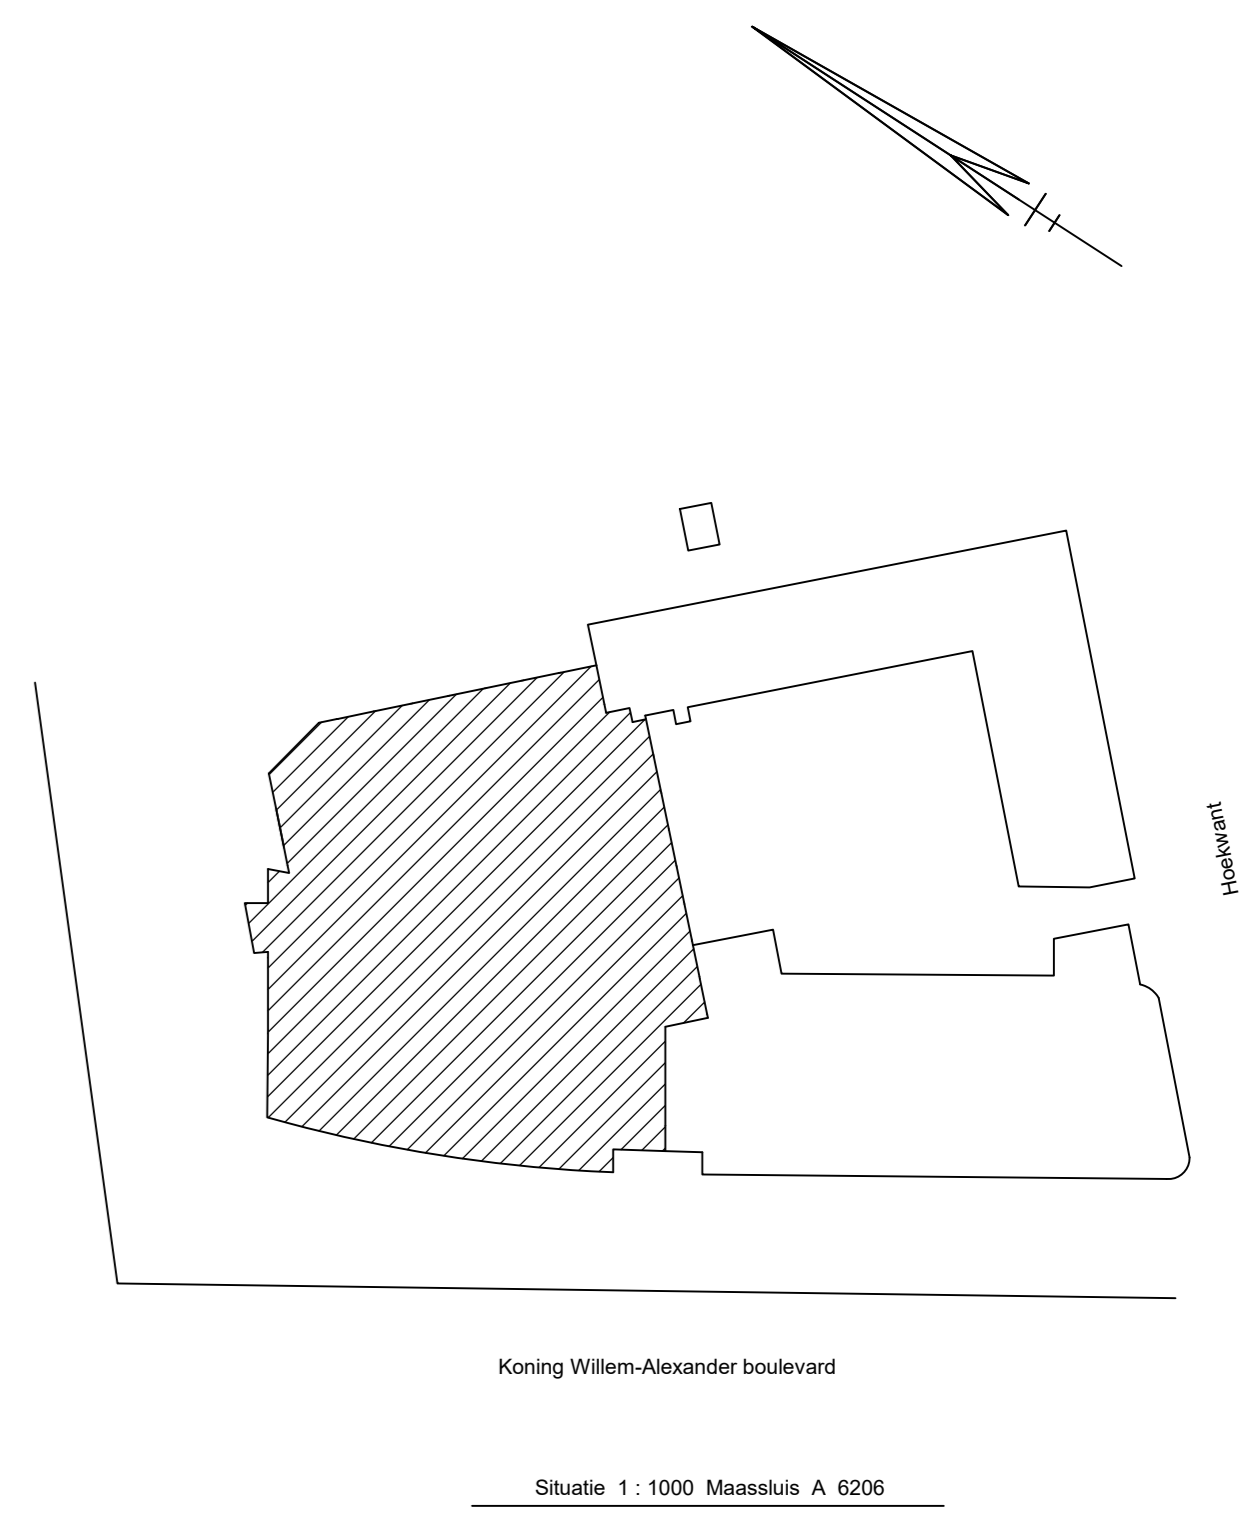 Hoekwant
Koning Willem-Alexander boulevard
Situatie 1 : 1000 Maassluis A 6206